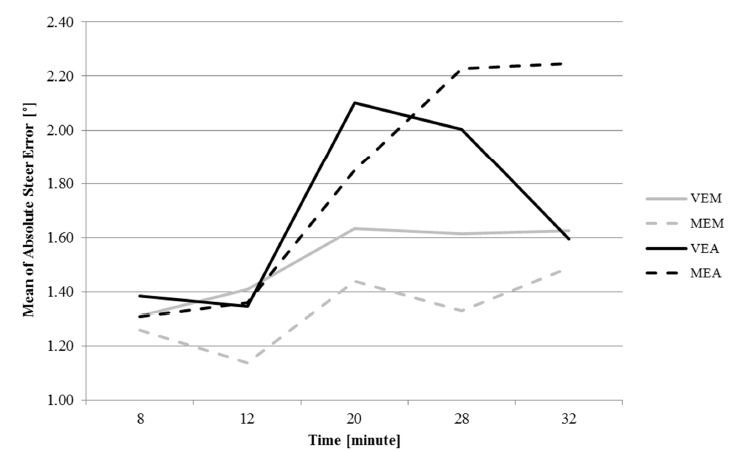 2.40
2.20
2.00
1.80
1.60
1.40
1.20
1.00
Mean of Absolute Steer Error [°]
8 12 20 28 32
Time [minute]
VEM
MEM
VEA
MEA